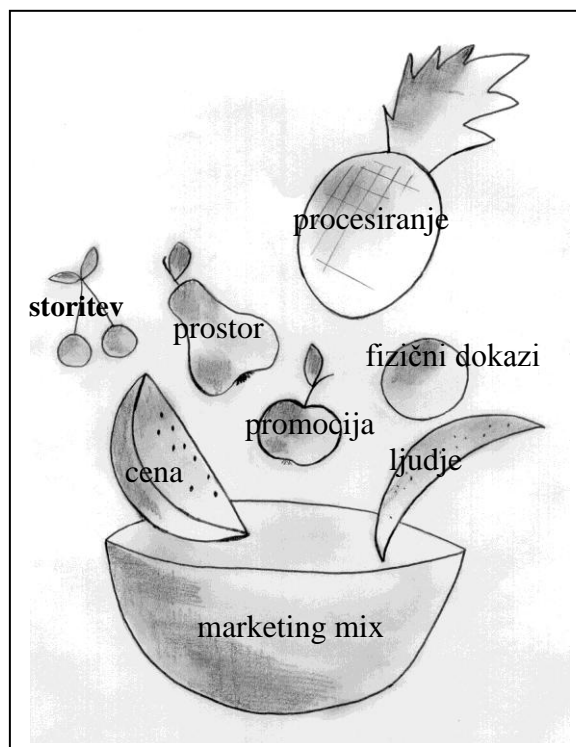 procesiranje
storitev
prostor
fizični dokazi
promocija
ljudje
cena
marketing mix